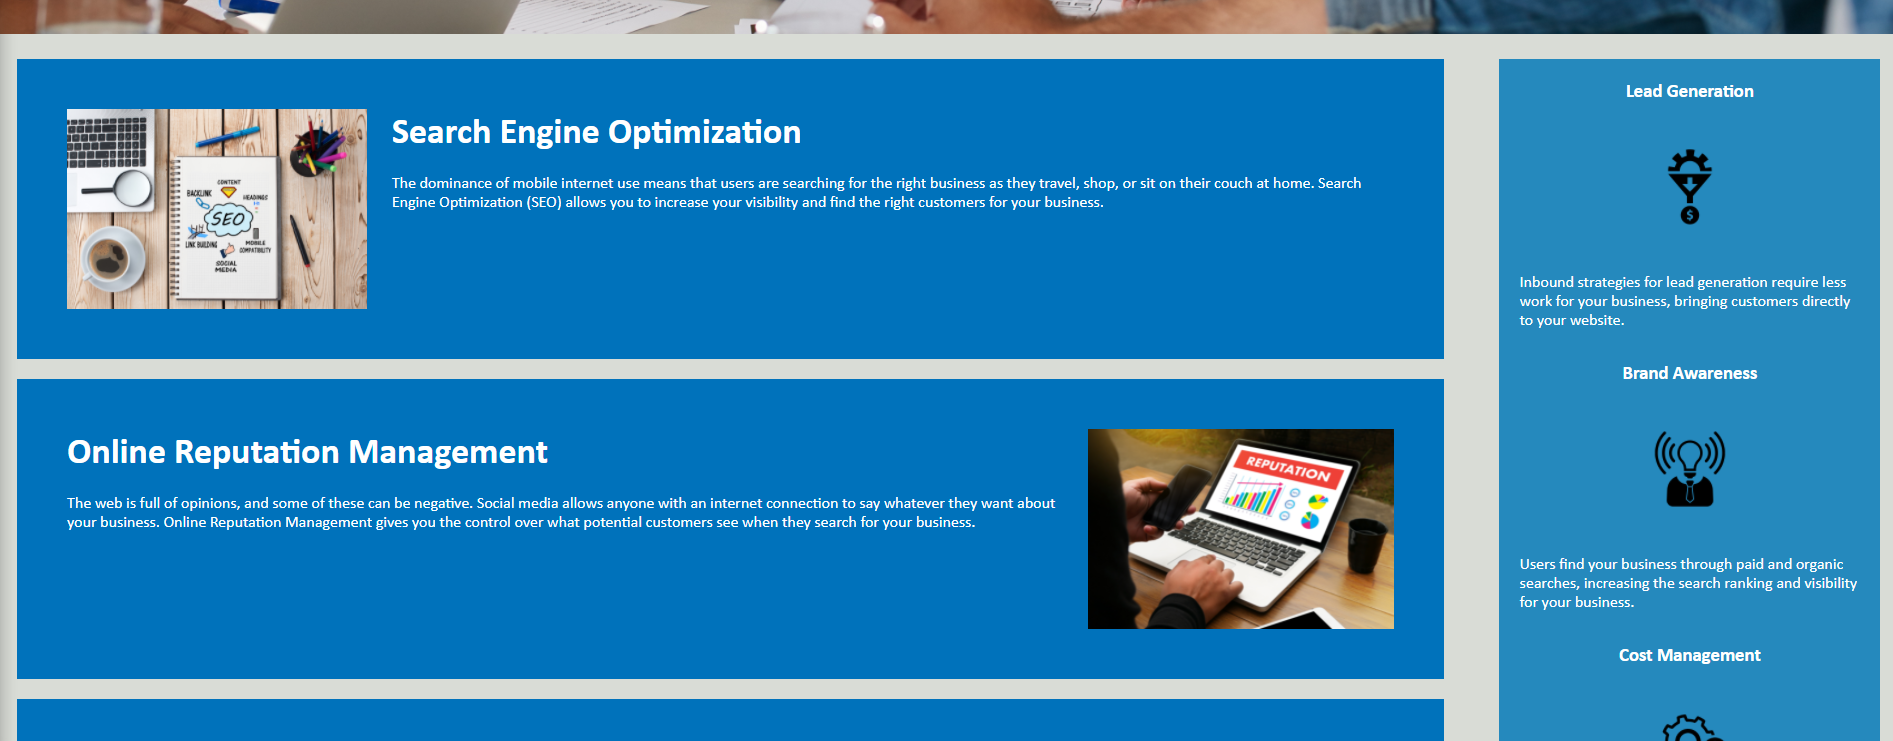 Search Engine Optimization
The dominance of mobile internet use means that users are searching for the right business as they travel, shop, or sit on their couch at home. Search
Engine Optimization (SEO) allows you to increase your visibility and find the right customers for your business.
CONTENT
BACKLINK
HEADINGS
SEO
LINK BUILDING
MOBILE
COMPATIBILITY
SOCIAL
MEDIA
Online Reputation Management
The web is full of opinions, and some of these can be negative. Social media allows anyone with an internet connection to say whatever they want about
your business. Online Reputation Management gives you the control over what potential customers see when they search for your business.
REPUTATION
Lead Generation
$
Inbound strategies for lead generation require less
work for your business, bringing customers directly
to your website.
Brand Awareness
Users find your business through paid and organic
searches, increasing the search ranking and visibility
for your business.
Cost Management